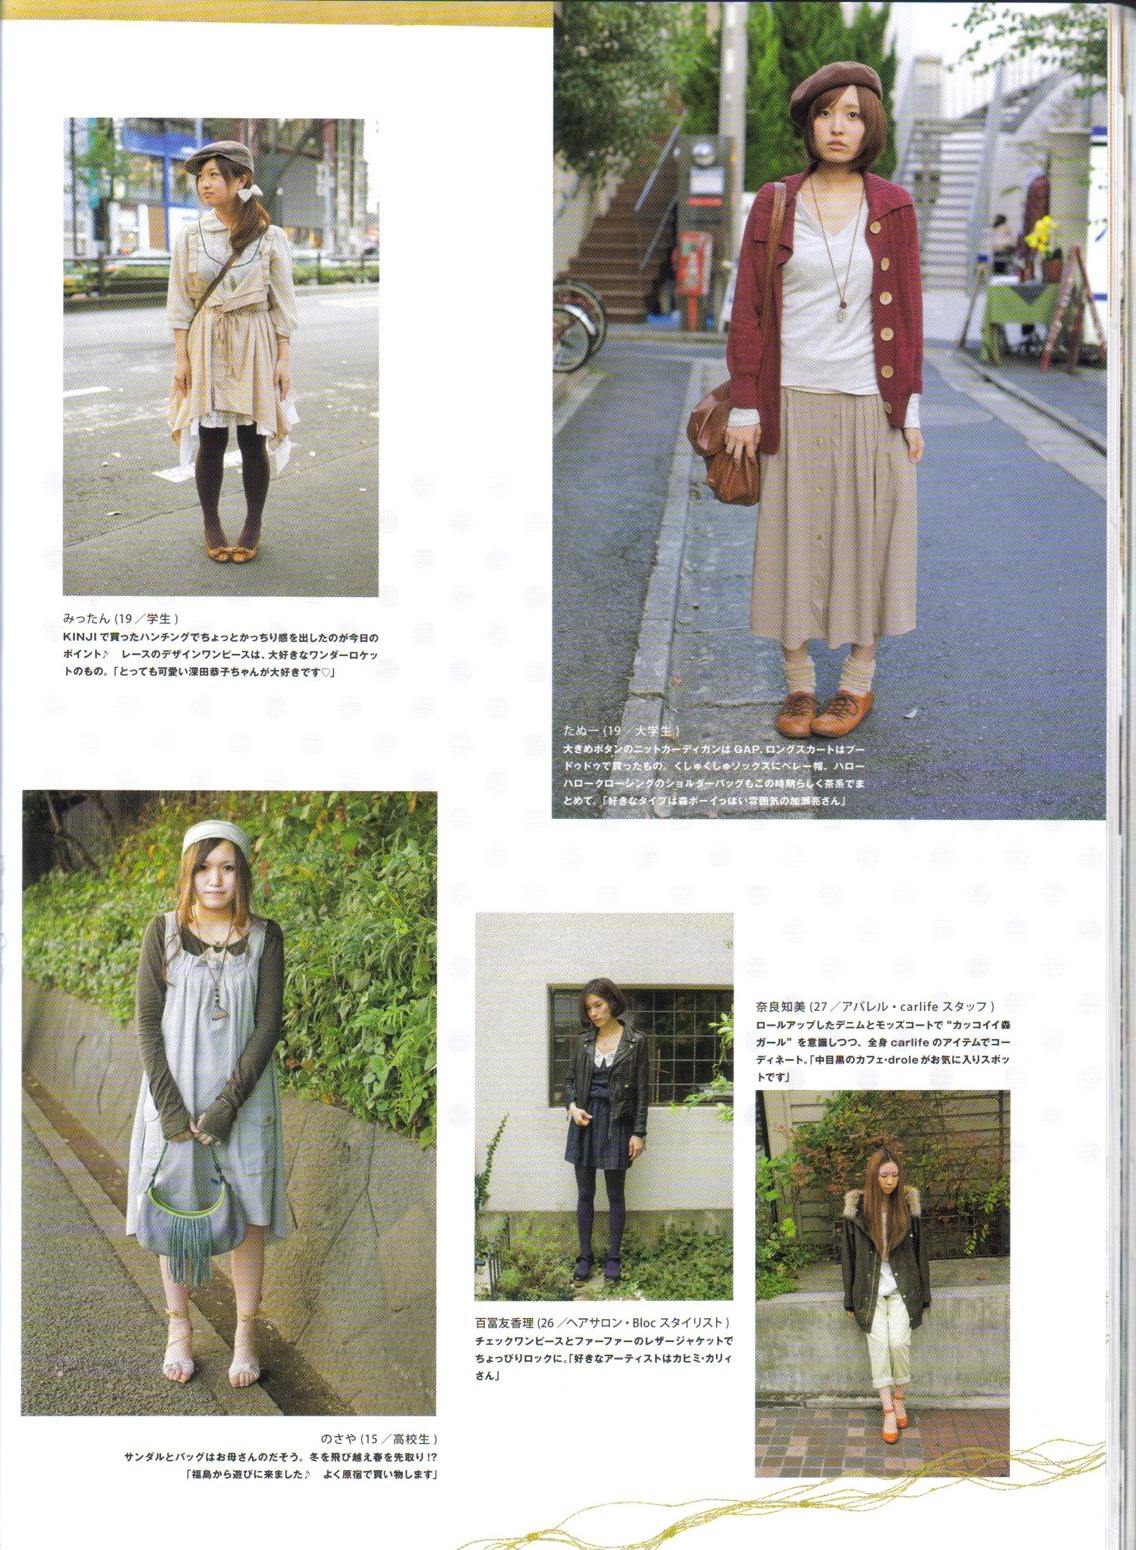 みったん (19／学生)
KINJIで買ったハンチングでちょっとかっちり感を出したのが今日の
ポイント♪　レースのデザインワンピースは、大好きなワンダーロケッ
トのもの。「とっても可愛い深田恭子ちゃんが大好きです♡」
たぬー (19／大学生)
大きめボタンのニットカーディガンは GAP、ロングスカートはプー
ドゥドゥで買ったもの。くしゅくしゅソックスにベレー帽、ハロー
ハロークロージングのショルダーバッグもこの時期らしく茶系でま
とめて。「好きなタイプは森ボーイっぽい雰囲気の加瀬亮さん」
のさや (15／高校生)
サンダルとバッグはお母さんのだそう。冬を飛び越え春を先取り!?
「福島から遊びに来ました♪　よく原宿で買い物します」
百冨友香理 (26／ヘアサロン・Bloc スタイリスト)
チェックワンピースとファーファーのレザージャケットで
ちょっぴりロックに。「好きなアーティストはカヒミ・カリィ
さん」
奈良知美 (27／アパレル・carlife スタッフ)
ロールアップしたデニムとモッズコートで“カッコイイ森
ガール”を意識しつつ、全身 carlife のアイテムでコー
ディネート。「中目黒のカフェ・drole がお気に入りスポッ
トです」